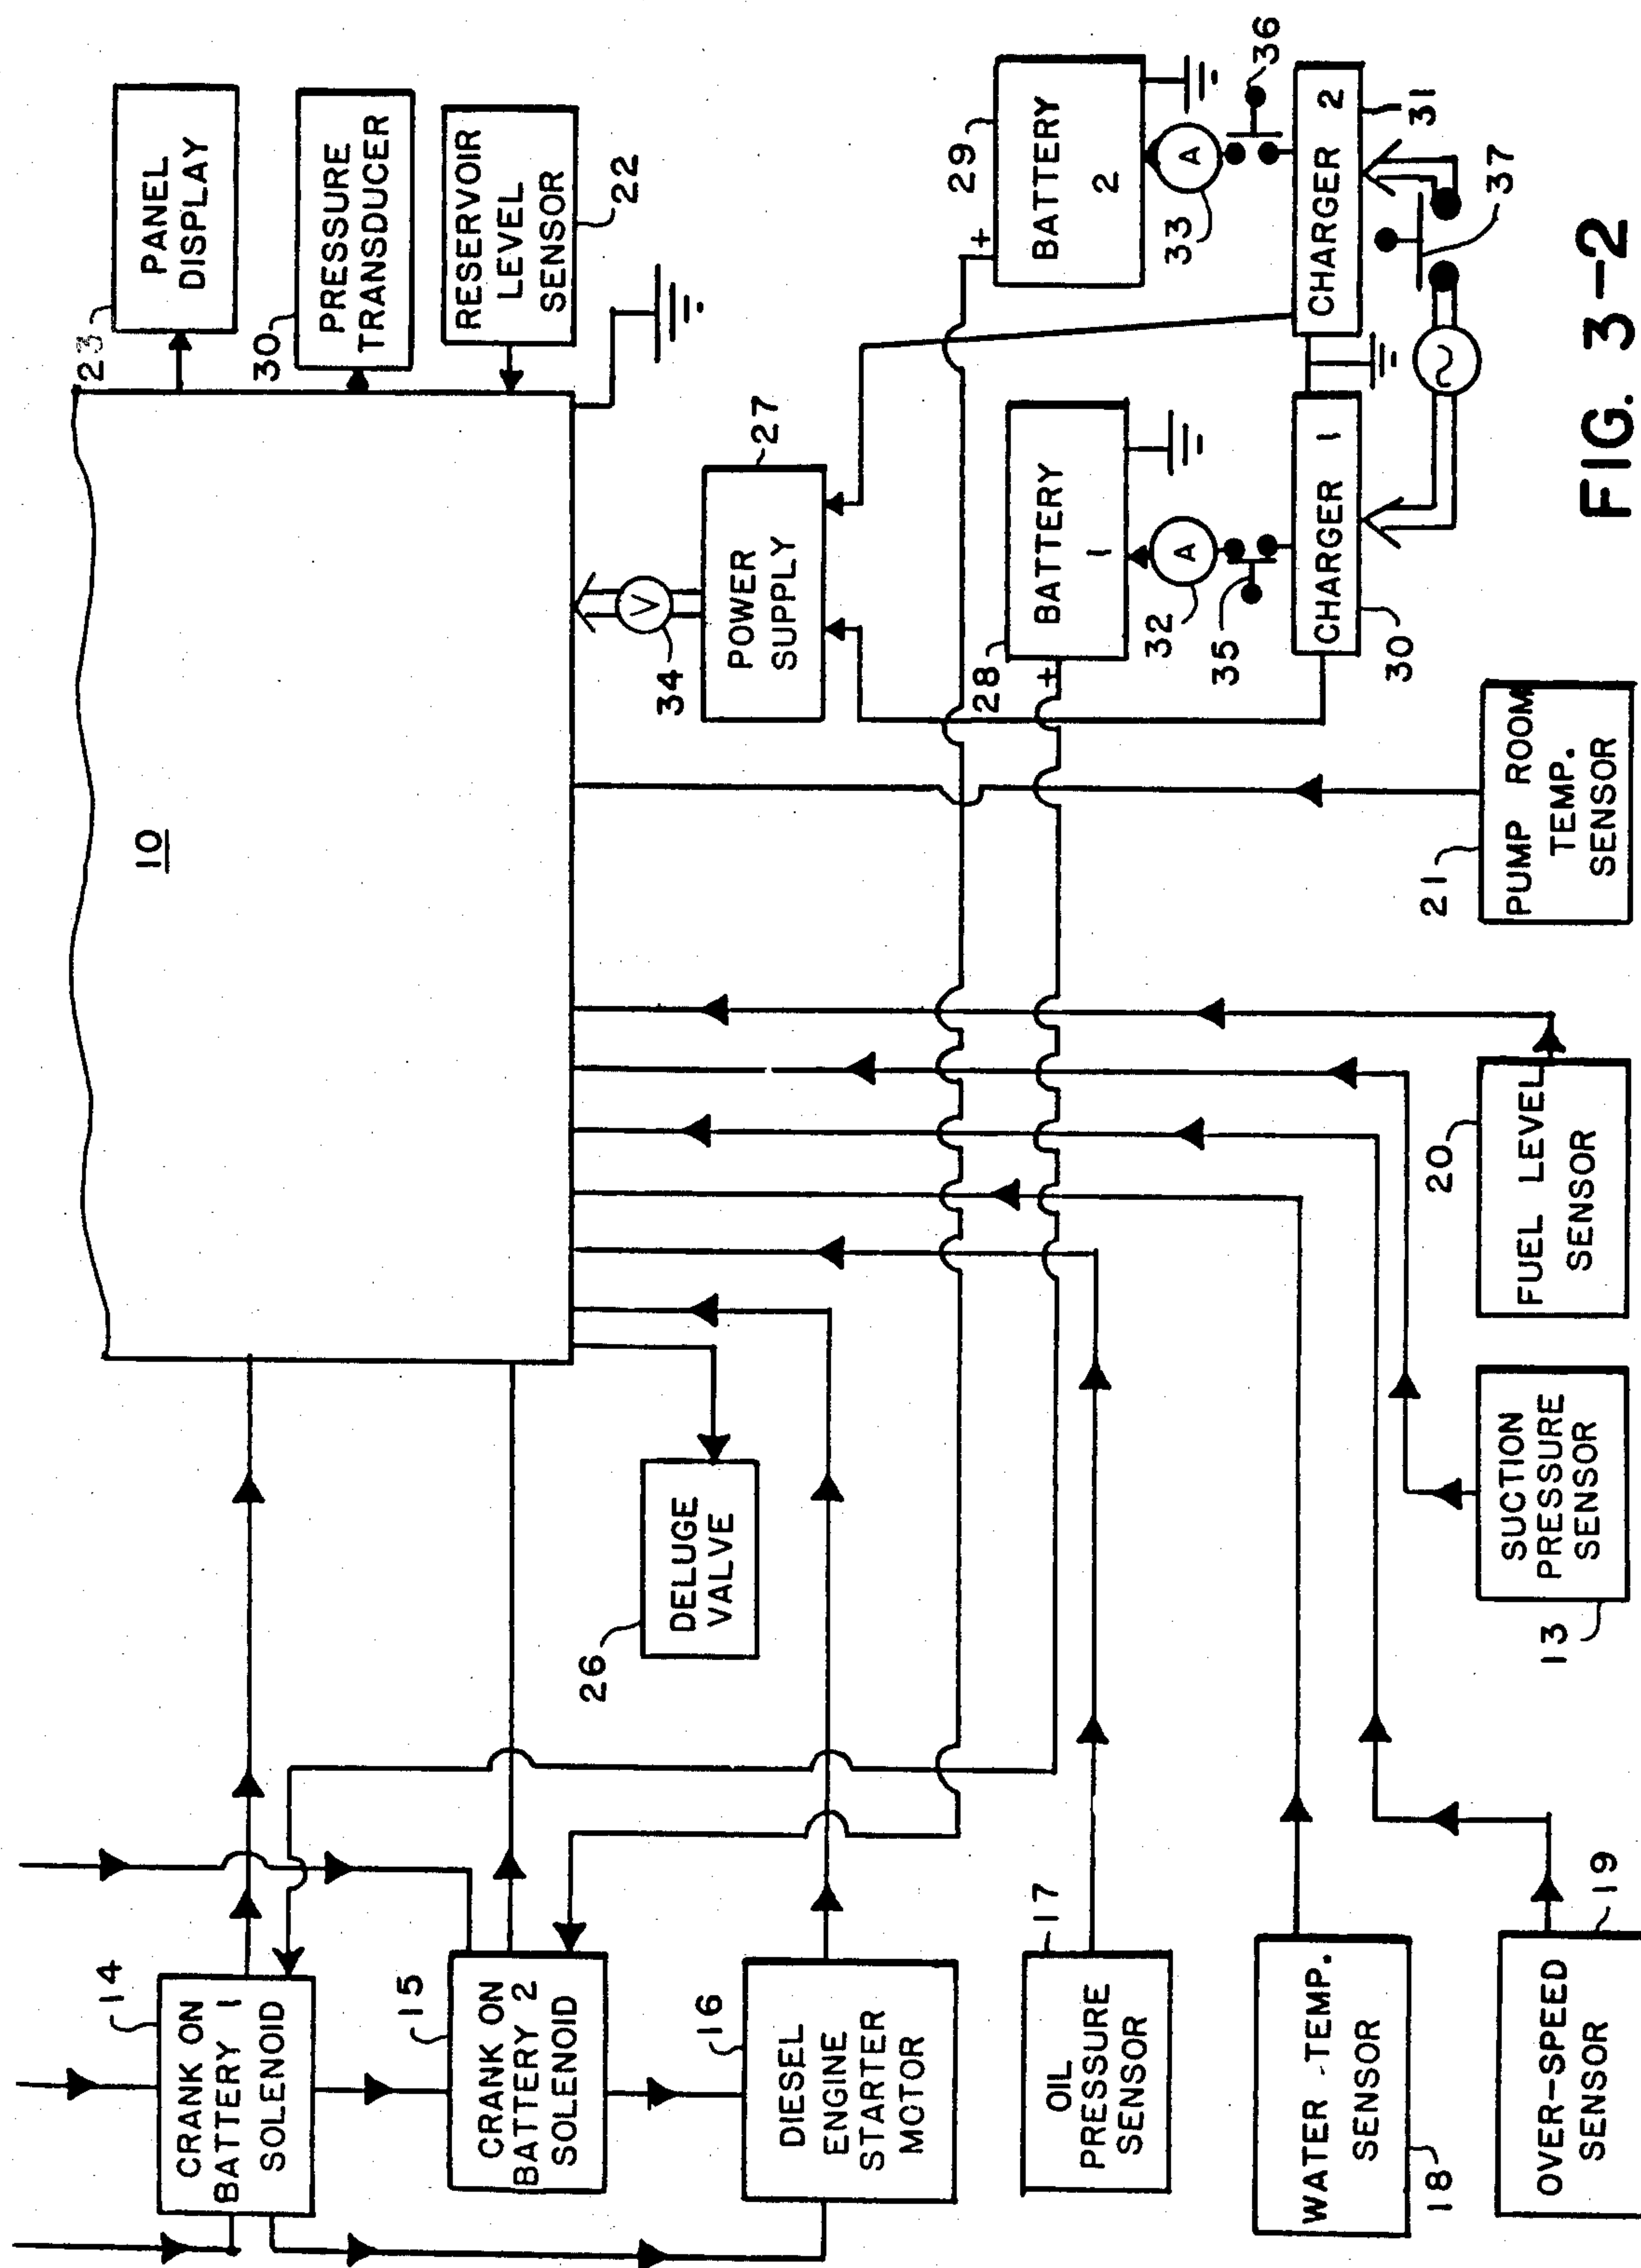 23
PANEL
DISPLAY
30
PRESSURE
TRANSDUCER
RESERVOIR
LEVEL
SENSOR
22
10
27
POWER
SUPPLY
V
34
29
BATTERY
2
+
A
33
36
CHARGER 2
31
37
28
BATTERY
1
+
A
32
35
CHARGER 1
30
14
CRANK ON
BATTERY 1
SOLENOID
15
CRANK ON
BATTERY 2
SOLENOID
16
DIESEL
ENGINE
STARTER
MOTOR
26
DELUGE
VALVE
17
OIL
PRESSURE
SENSOR
WATER TEMP.
SENSOR
18
OVER-SPEED
SENSOR
19
SUCTION
PRESSURE
SENSOR
13
20
FUEL LEVEL
SENSOR
21
PUMP ROOM
TEMP.
SENSOR
FIG. 3-2